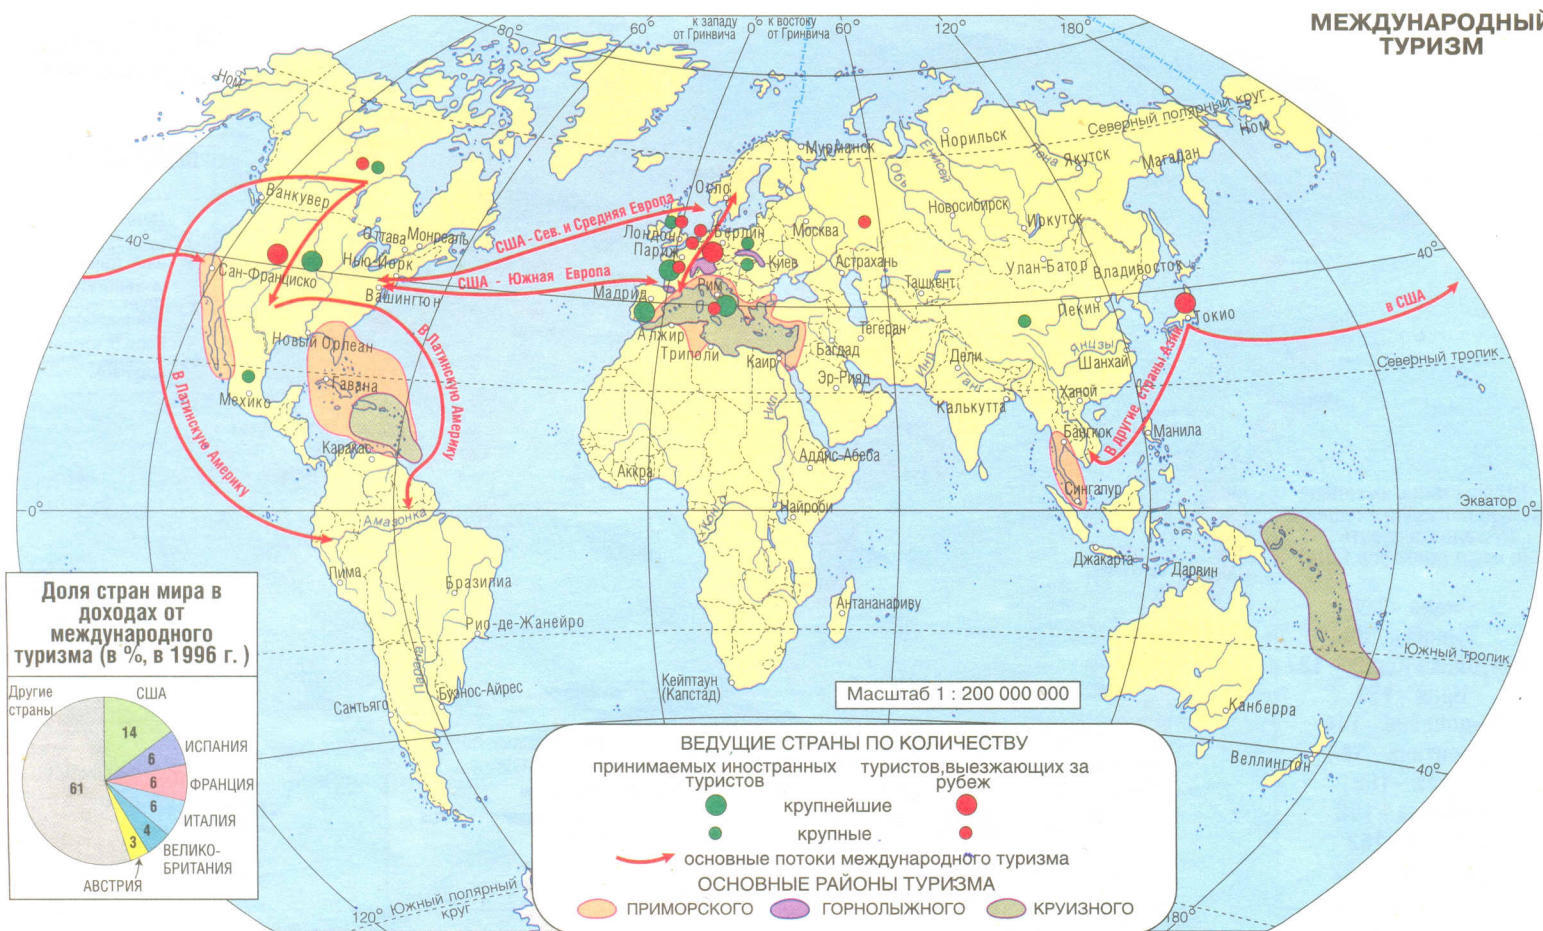 МЕЖДУНАРОДНЫЙ
ТУРИЗМ
80°
60°
к западу
от Гринвича
0°
к востоку
от Гринвича
60°
120°
180°
Ном
Северный полярный круг
Ном
Мурманск
Норильск
Якутск
Магадан
Обь
Енисей
Лена
Ванкувер
Осло
Новосибирск
Иркутск
Оттава
Монреаль
США - Сев. и Средняя Европа
Лондон
Берлин
Москва
40°
40°
Сан-Франциско
Нью-Йорк
Париж
Киев
Астрахань
Улан-Батор
Владивосток
США - Южная Европа
Вашингтон
Мадрид
Рим
Ташкент
Пекин
Токио
в США
Новый Орлеан
Алжир
Триполи
Каир
Багдад
Тегеран
Дели
Инд
Ганг
Янцзы
Шанхай
Северный тропик
Гавана
Мехико
Эр-Рияд
Нил
Калькутта
Ханой
В другие страны Азии
В Латинскую Америку
В Латинскую Америку
Каракас
Аккра
Аддис-Абеба
Бангкок
Манила
Сингапур
0°
Экватор
0°
Амазонка
Конго
Найроби
Джакарта
Дарвин
Лима
Бразилиа
Антананариву
Рио-де-Жанейро
Парана
Южный тропик
Кейптаун
(Капстад)
Сантьяго
Буэнос-Айрес
Канберра
Веллингтон
40°
Масштаб 1 : 200 000 000
Доля стран мира в
доходах от
международного
туризма (в %, в 1996 г. )
Другие
страны
США
14
ИСПАНИЯ
6
ФРАНЦИЯ
6
61
6
ИТАЛИЯ
4
3
ВЕЛИКО-
БРИТАНИЯ
АВСТРИЯ
ВЕДУЩИЕ СТРАНЫ ПО КОЛИЧЕСТВУ
принимаемых иностранных
туристов
туристов,выезжающих за
рубеж
крупнейшие
крупные
основные потоки международного туризма
ОСНОВНЫЕ РАЙОНЫ ТУРИЗМА
ПРИМОРСКОГО
ГОРНОЛЫЖНОГО
КРУИЗНОГО
120°
Южный полярный
круг
180°